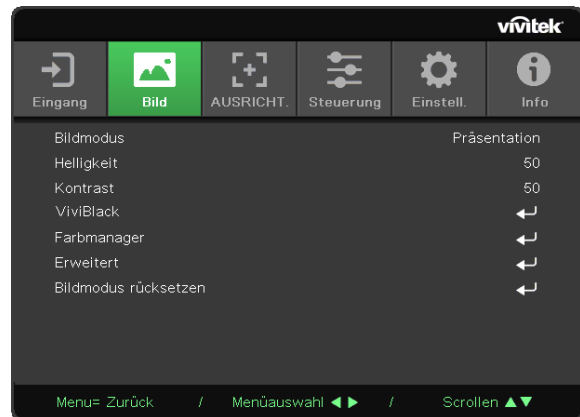 vivitek
Eingang Bild AUSRICHT. Steuerung Einstell. Info
Bildmodus Präsentation
Helligkeit 50
Kontrast 50
ViviBlack
Farbmanager
Erweitert
Bildmodus rücksetzen
Menu= Zurück / Menüauswahl ◀ ▶ / Scrollen ▲▼